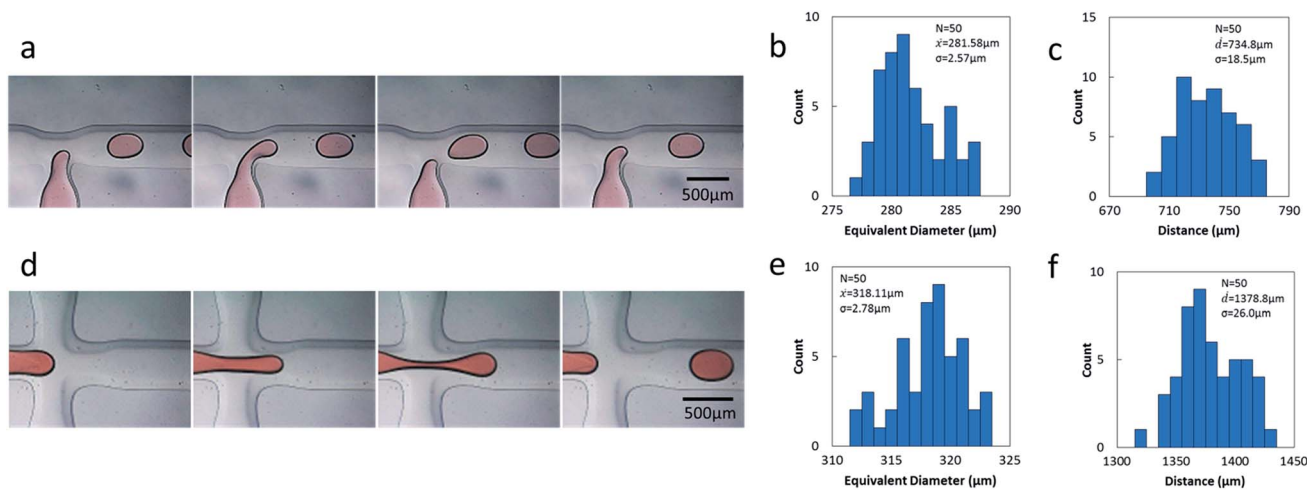 a
500µm
b
10
5
0
275
280
285
290
Count
Equivalent Diameter (µm)
N=50
ẋ=281.58µm
σ=2.57µm
c
15
10
5
0
670
710
750
790
Count
Distance (µm)
N=50
ḋ=734.8µm
σ=18.5µm
d
500µm
e
10
5
0
310
315
320
325
Count
Equivalent Diameter (µm)
N=50
ẋ=318.11µm
σ=2.78µm
f
10
5
0
1300
1350
1400
1450
Count
Distance (µm)
N=50
ḋ=1378.8µm
σ=26.0µm